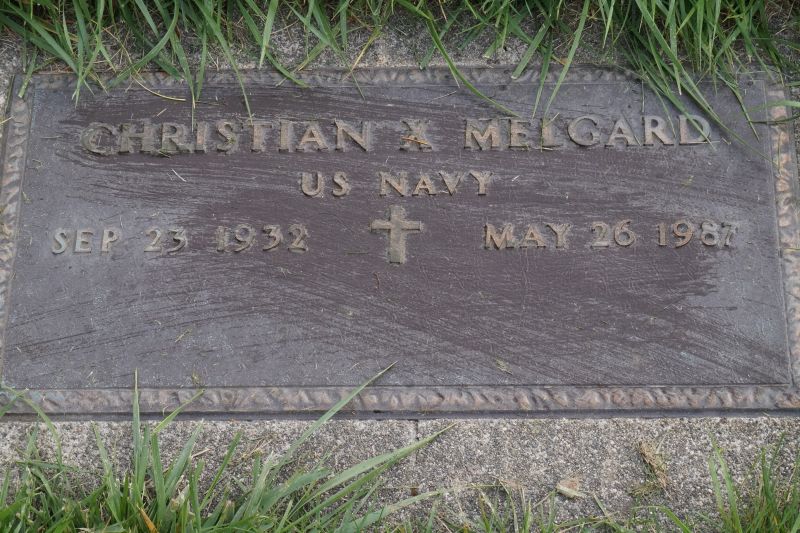 CHRISTIAN X MELGARD
US NAVY
SEP 23 1932 MAY 26 1987